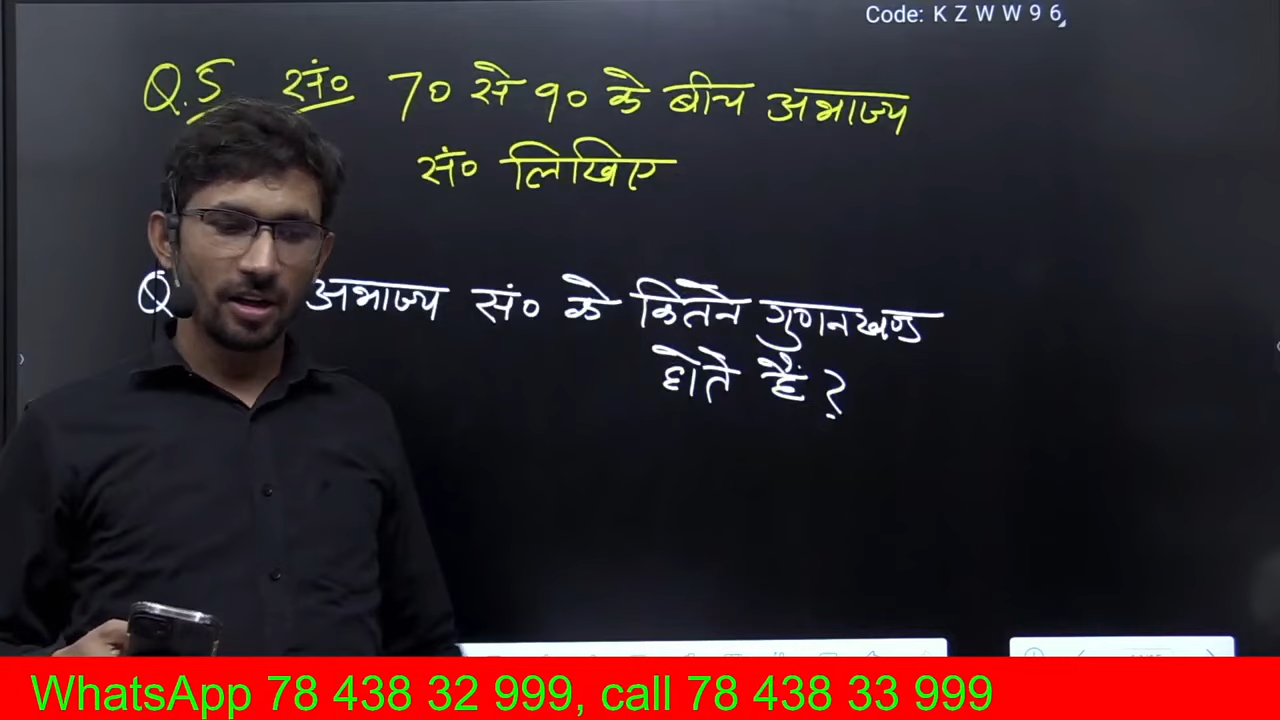 Code: K Z W W 9 6
Q.5 सं० 70 से 90 के बीच अभाज्य
सं० लिखिए
Q अभाज्य सं० के कितने गुणनखण्ड
होते हैं ?
WhatsApp 78 438 32 999, call 78 438 33 999